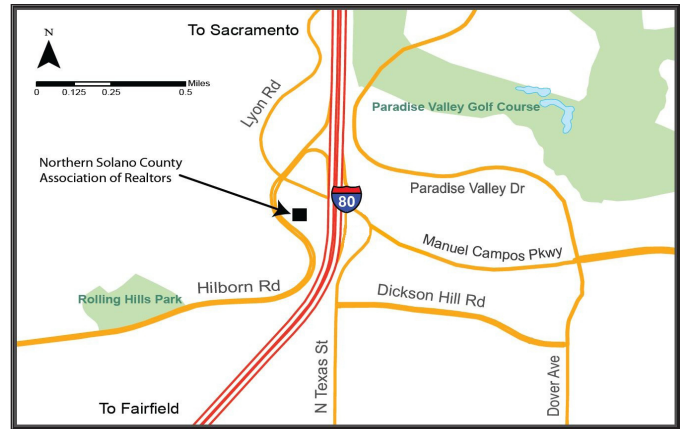 To Sacramento
N
Miles
0 0.125 0.25 0.5
Lyon Rd
Paradise Valley Golf Course
Northern Solano County
Association of Realtors
Paradise Valley Dr
80
Manuel Campos Pkwy
Hilborn Rd
Rolling Hills Park
Dickson Hill Rd
N Texas St
Dover Ave
To Fairfield